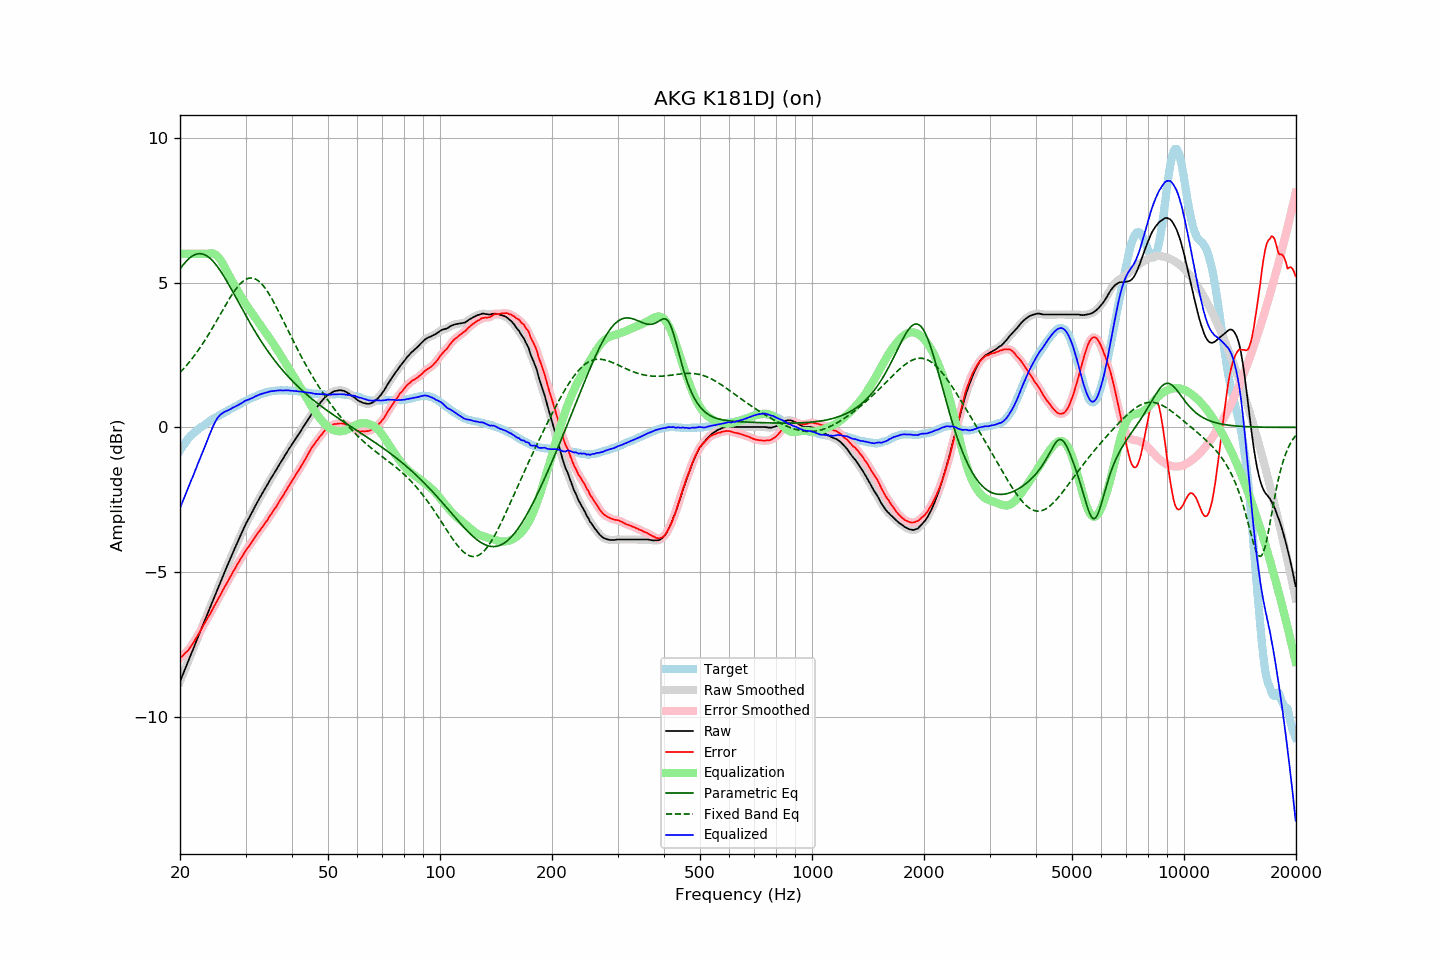 AKG K181DJ (on)
10
5
0
−5
−10
Amplitude (dBr)
20
50
100
200
500
1000
2000
5000
10000
20000
Frequency (Hz)
Target
Raw Smoothed
Error Smoothed
Raw
Error
Equalization
Parametric Eq
Fixed Band Eq
Equalized